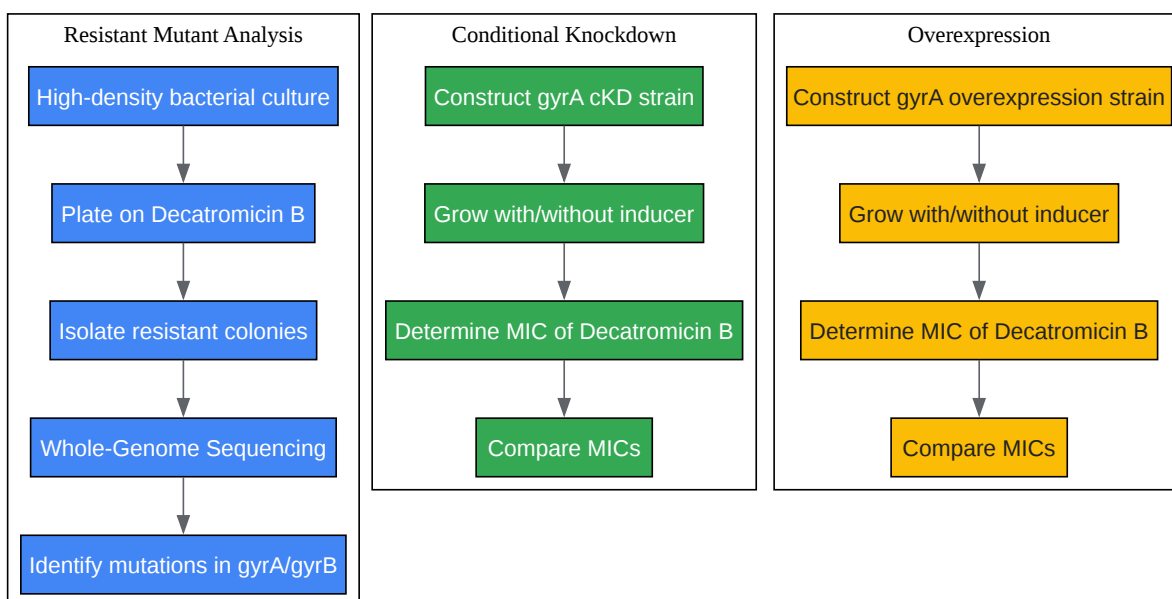 Resistant Mutant Analysis
High-density bacterial culture
Plate on Decatromicin B
Isolate resistant colonies
Whole-Genome Sequencing
Identify mutations in gyrA/gyrB
Conditional Knockdown
Construct gyrA cKD strain
Grow with/without inducer
Determine MIC of Decatromicin B
Compare MICs
Overexpression
Construct gyrA overexpression strain
Grow with/without inducer
Determine MIC of Decatromicin B
Compare MICs